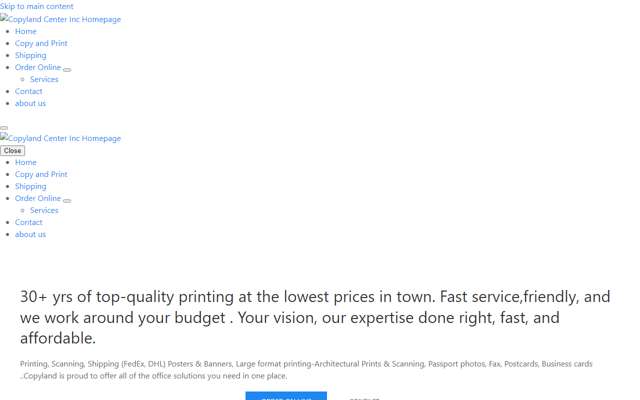 Skip to main content
Copyland Center Inc Homepage
Home
Copy and Print
Shipping
Order Online
Services
Contact
about us
Copyland Center Inc Homepage
Close
Home
Copy and Print
Shipping
Order Online
Services
Contact
about us
30+ yrs of top-quality printing at the lowest prices in town. Fast service,friendly, and
we work around your budget . Your vision, our expertise done right, fast, and
affordable.
Printing, Scanning, Shipping (FedEx, DHL) Posters & Banners, Large format printing-Architectural Prints & Scanning, Passport photos, Fax, Postcards, Business cards
..Copyland is proud to offer all of the office solutions you need in one place.